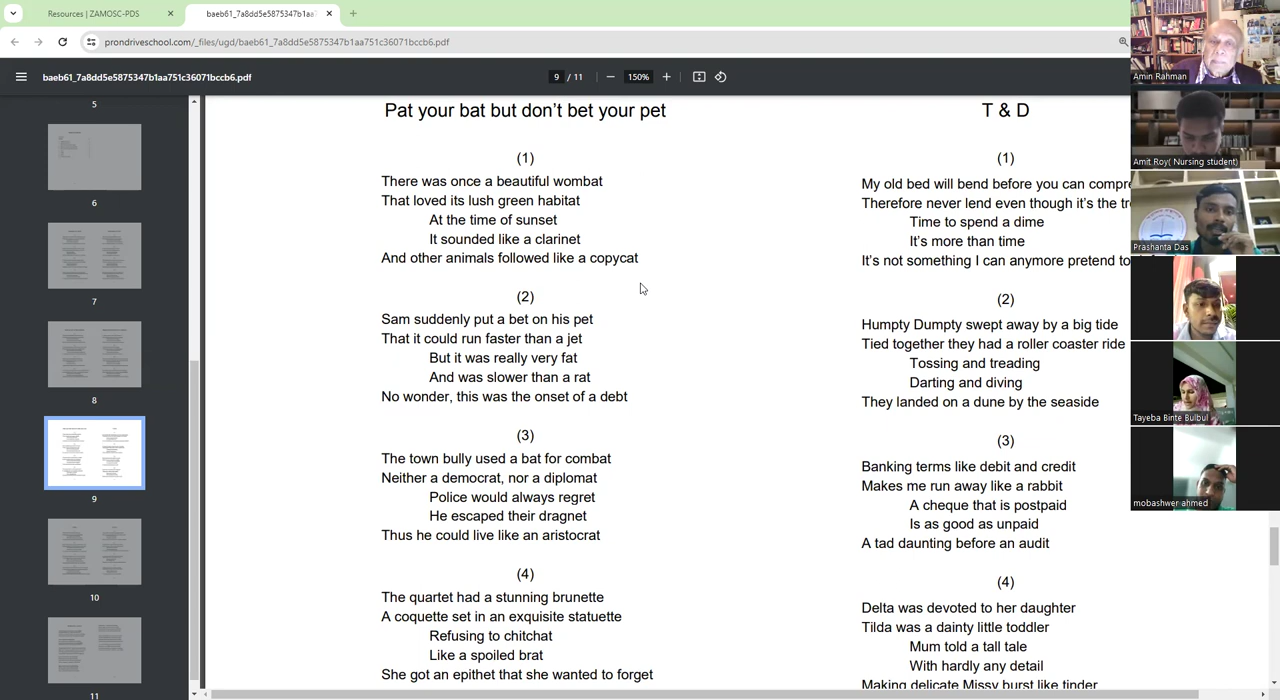 Resources | ZAMOSC-PDS
baeb61_7a8dd5e5875347b1aa
prondriveschool.com/_files/ugd/baeb61_7a8dd5e5875347b1aa751c36071bccb6.pdf
baeb61_7a8dd5e5875347b1aa751c36071bccb6.pdf
9 / 11
150%
5
6
7
8
9
10
11
Pat your bat but don't bet your pet
(1)
There was once a beautiful wombat
That loved its lush green habitat
At the time of sunset
It sounded like a clarinet
And other animals followed like a copycat
(2)
Sam suddenly put a bet on his pet
That it could run faster than a jet
But it was really very fat
And was slower than a rat
No wonder, this was the onset of a debt
(3)
The town bully used a bat for combat
Neither a democrat, nor a diplomat
Police would always regret
He escaped their dragnet
Thus he could live like an aristocrat
(4)
The quartet had a stunning brunette
A coquette set in an exquisite statuette
Refusing to chitchat
Like a spoiled brat
She got an epithet that she wanted to forget
T & D
(1)
My old bed will bend before you can
Therefore never lend even though it's the
Time to spend a dime
It's more than time
It's not something I can anymore pretend to
(2)
Humpty Dumpty swept away by a big tide
Tied together they had a roller coaster ride
Tossing and treading
Darting and diving
They landed on a dune by the seaside
(3)
Banking terms like debit and credit
Makes me run away like a rabbit
A cheque that is postpaid
Is as good as unpaid
A tad daunting before an audit
(4)
Delta was devoted to her daughter
Tilda was a dainty little toddler
Mum told a tall tale
With hardly any detail
Making delicate Missy burst like tinder
Amin Rahman
Amit Roy( Nursing student)
Prashanta Das
Tayeba Binte Bulbul
mobashwer ahmed